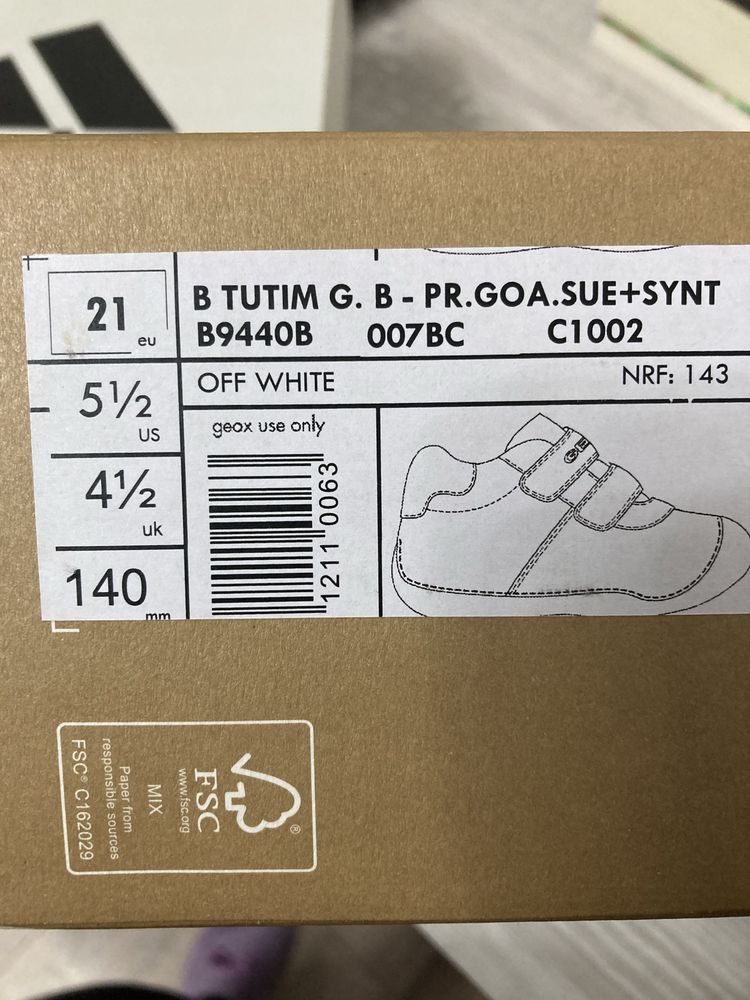 21 eu
B TUTIM G. B - PR.GOA.SUE+SYNT
B9440B 007BC C1002
5½ US
OFF WHITE NRF: 143
4½ uk
geox use only
140 mm
1211 0063
GE
FSC
www.fsc.org
MIX
Paper from
responsible sources
FSC® C162029
®